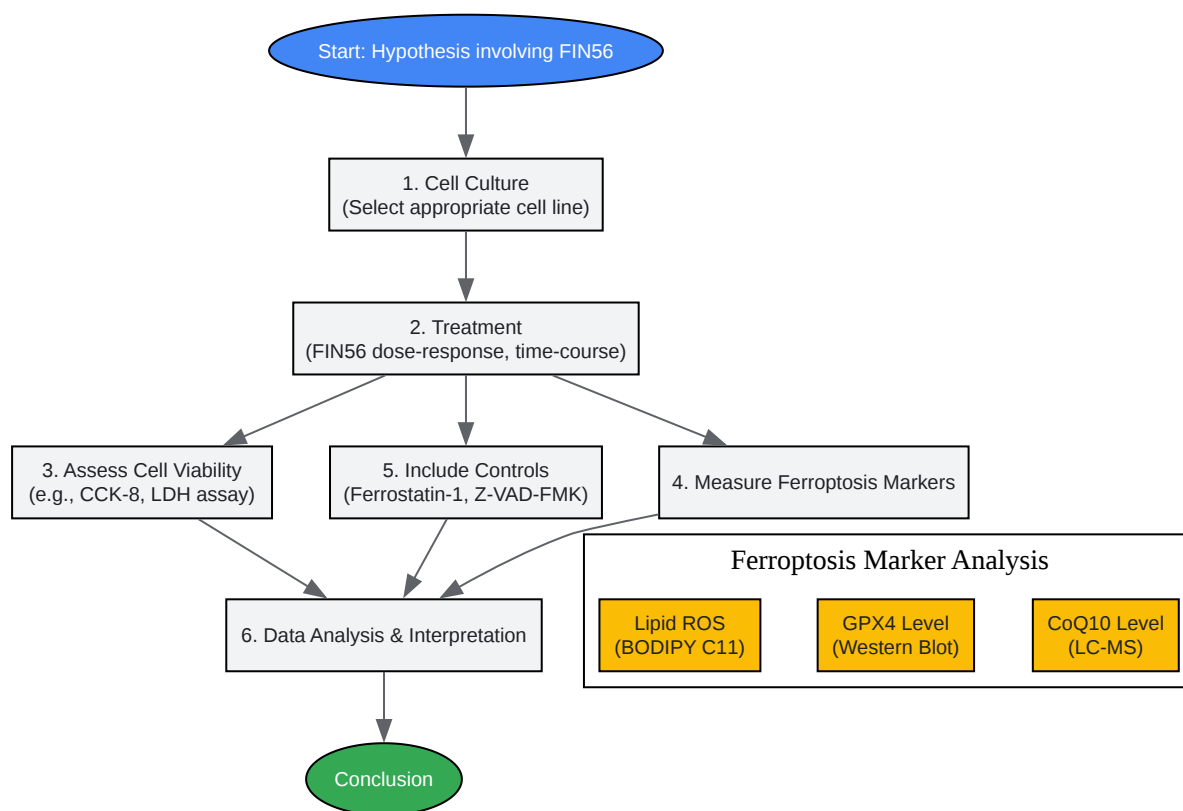 Start: Hypothesis involving FIN56
1. Cell Culture
(Select appropriate cell line)
2. Treatment
(FIN56 dose-response, time-course)
3. Assess Cell Viability
(e.g., CCK-8, LDH assay)
5. Include Controls
(Ferrostatin-1, Z-VAD-FMK)
4. Measure Ferroptosis Markers
Ferroptosis Marker Analysis
Lipid ROS
(BODIPY C11)
GPX4 Level
(Western Blot)
CoQ10 Level
(LC-MS)
6. Data Analysis & Interpretation
Conclusion